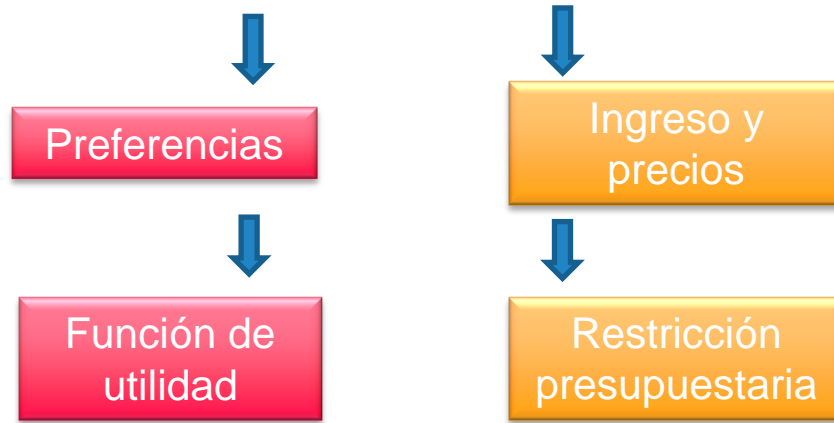 Preferencias
Ingreso y
precios
Función de
utilidad
Restricción
presupuestaria